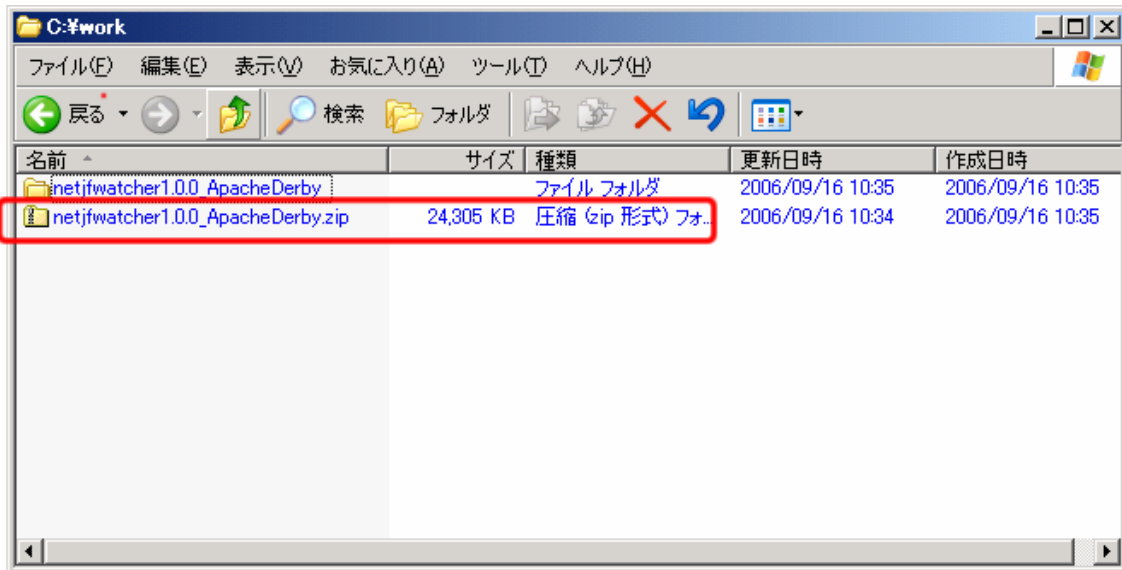 C:¥work
ファイル(F) 編集(E) 表示(V) お気に入り(A) ツール(T) ヘルプ(H)
戻る 検索 フォルダ
名前 サイズ 種類 更新日時 作成日時
netjfwatcher1.0.0_ApacheDerby ファイル フォルダ 2006/09/16 10:35 2006/09/16 10:35
netjfwatcher1.0.0_ApacheDerby.zip 24,305 KB 圧縮 (zip 形式) フォ... 2006/09/16 10:34 2006/09/16 10:35